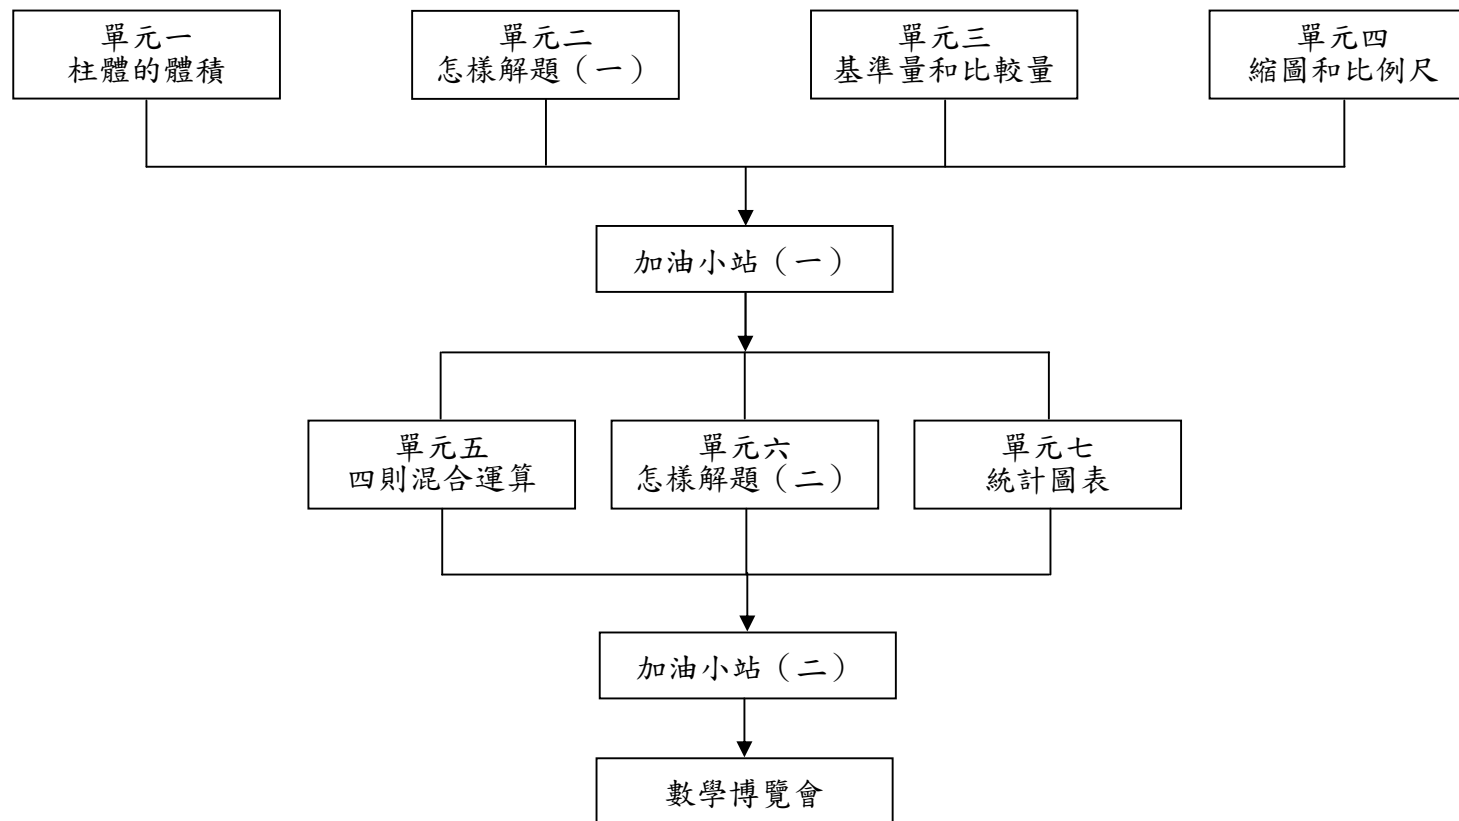 單元一
柱體的體積
單元二
怎樣解題（一）
單元三
基準量和比較量
單元四
縮圖和比例尺
加油小站（一）
單元五
四則混合運算
單元六
怎樣解題（二）
單元七
統計圖表
加油小站（二）
數學博覽會